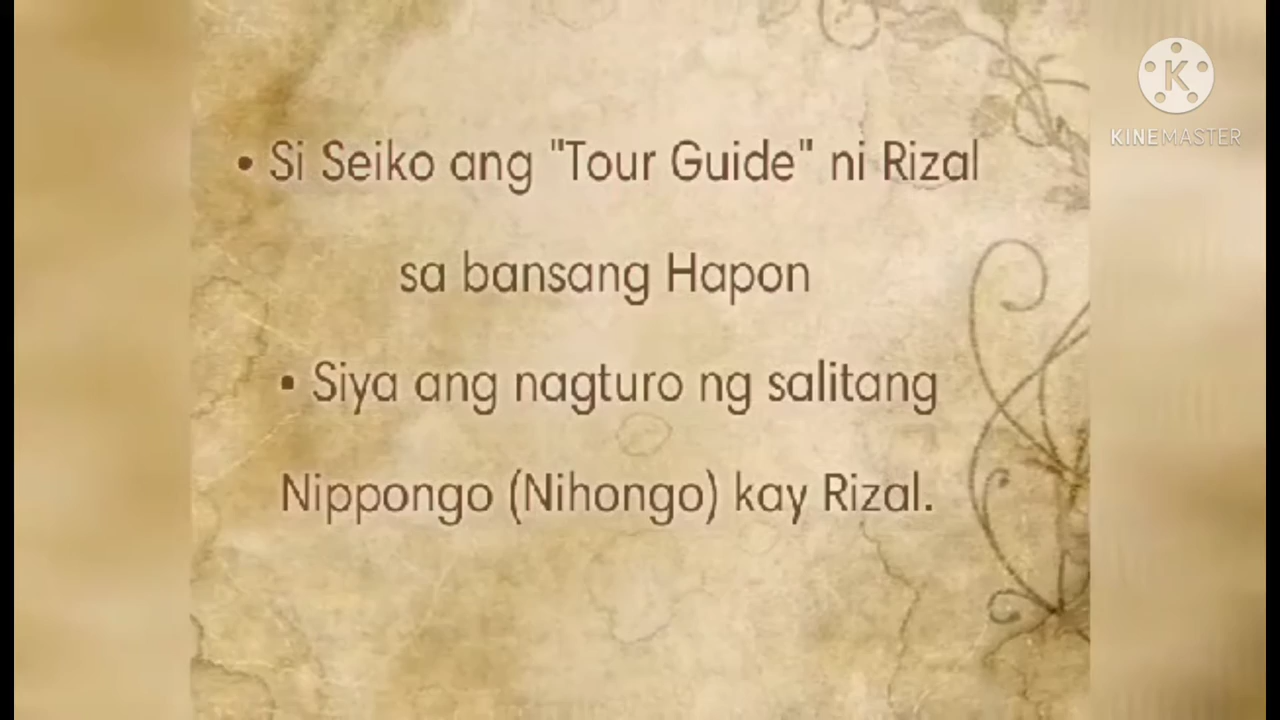 • Si Seiko ang "Tour Guide" ni Rizal
sa bansang Hapon
• Siya ang nagturo ng salitang
Nippongo (Nihongo) kay Rizal.
K
KINEMASTER